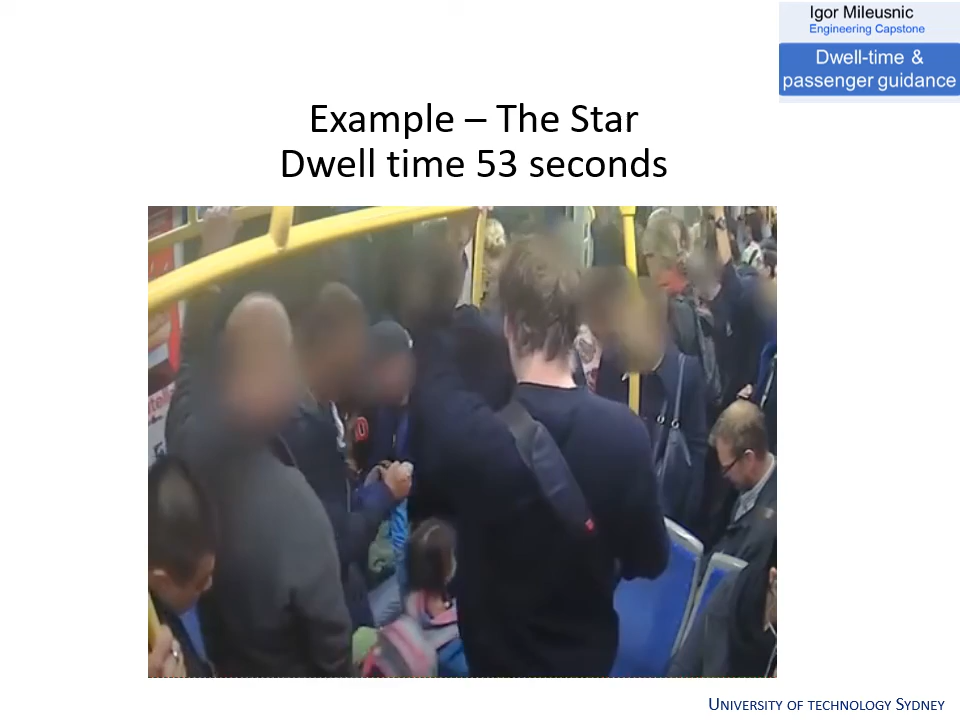 Igor Mileusnic
Engineering Capstone
Dwell-time &
passenger guidance
Example – The Star
Dwell time 53 seconds
University of technology Sydney